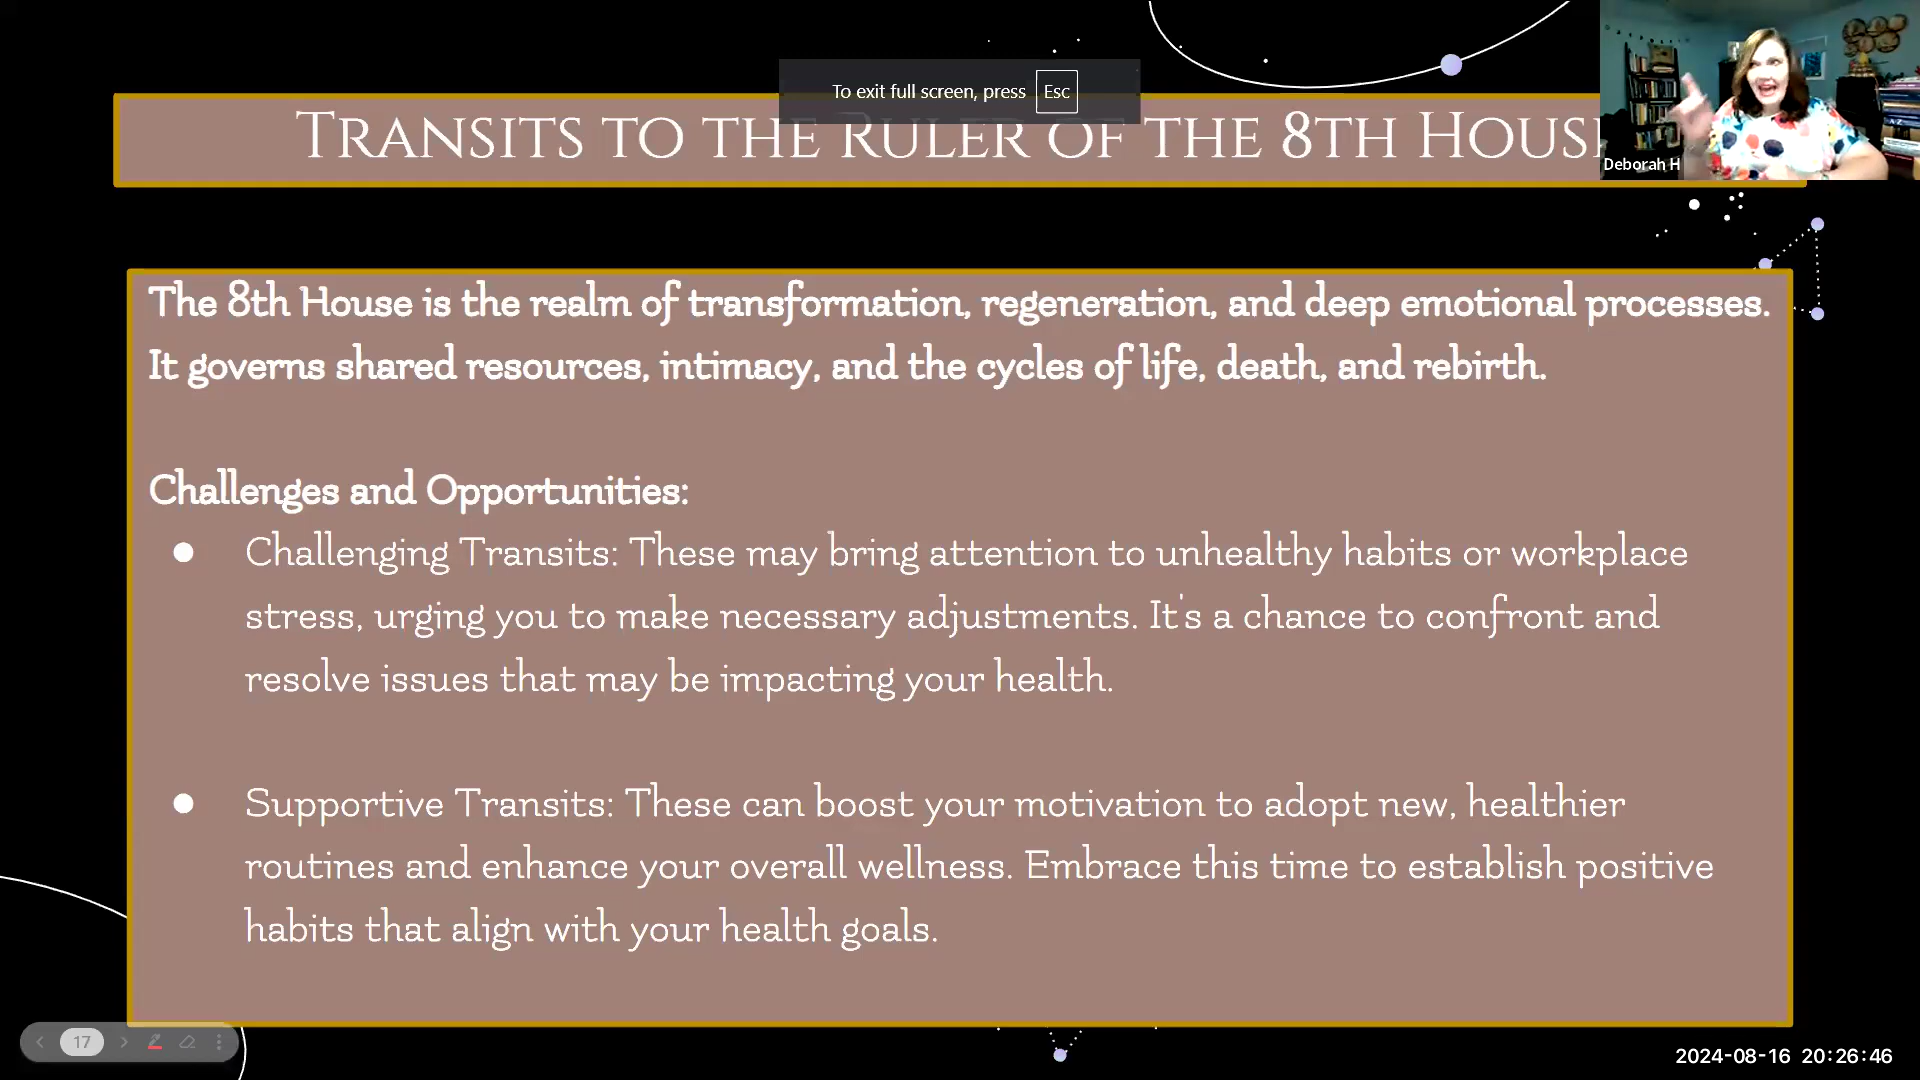 To exit full screen, press Esc
Transits to the Ruler of the 8th House
Deborah H
The 8th House is the realm of transformation, regeneration, and deep emotional processes.
It governs shared resources, intimacy, and the cycles of life, death, and rebirth.
Challenges and Opportunities:
● Challenging Transits: These may bring attention to unhealthy habits or workplace
stress, urging you to make necessary adjustments. It's a chance to confront and
resolve issues that may be impacting your health.
● Supportive Transits: These can boost your motivation to adopt new, healthier
routines and enhance your overall wellness. Embrace this time to establish positive
habits that align with your health goals.
17
2024-08-16 20:26:46